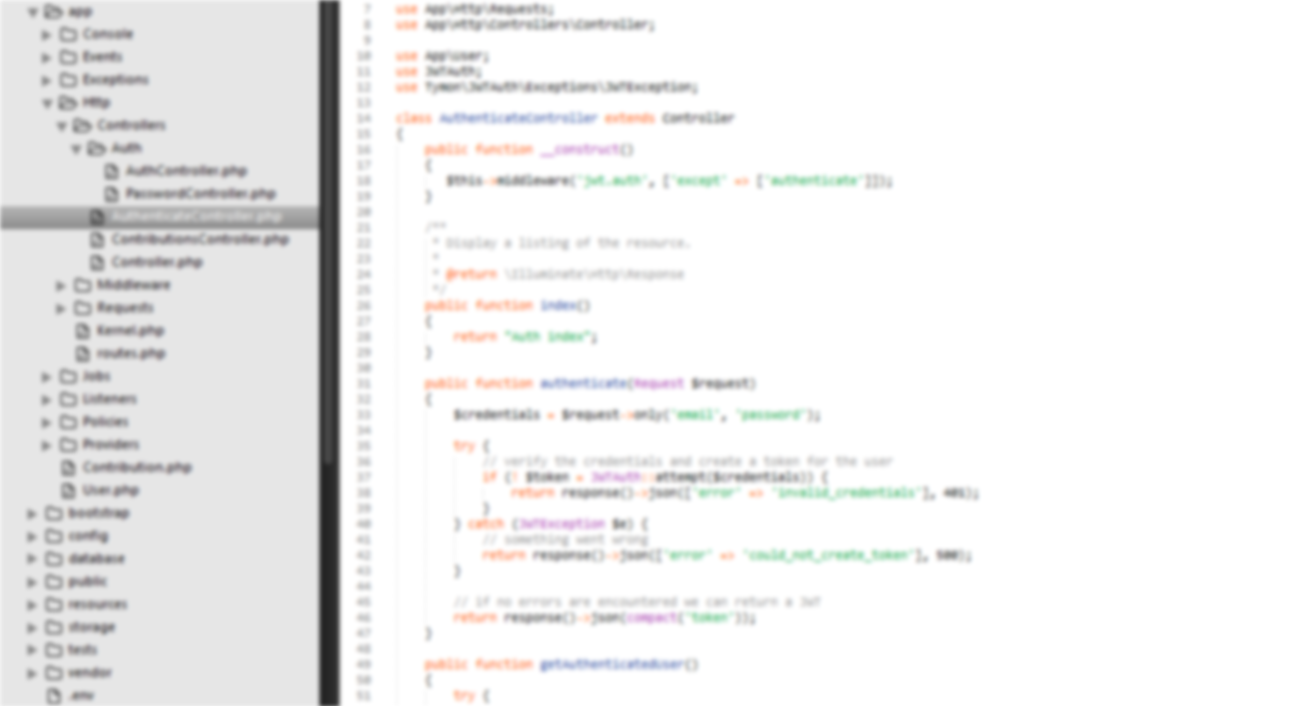 app
Console
Events
Exceptions
Http
Controllers
Auth
AuthController.php
PasswordController.php
AuthenticateController.php
ContributionsController.php
Controller.php
Middleware
Requests
Kernel.php
routes.php
Jobs
Listeners
Policies
Providers
Contribution.php
User.php
bootstrap
config
database
public
resources
storage
tests
vendor
.env
7 use App\Http\Requests;
8 use App\Http\Controllers\Controller;
9
10 use App\User;
11 use JWTAuth;
12 use Tymon\JWTAuth\Exceptions\JWTException;
13
14 class AuthenticateController extends Controller
15 {
16 public function __construct()
17 {
18 $this->middleware('jwt.auth', ['except' => ['authenticate']]);
19 }
20
21 /**
22 * Display a listing of the resource.
23 *
24 * @return \Illuminate\Http\Response
25 */
26 public function index()
27 {
28 return "Auth index";
29 }
30
31 public function authenticate(Request $request)
32 {
33 $credentials = $request->only('email', 'password');
34
35 try {
36 // verify the credentials and create a token for the user
37 if (! $token = JWTAuth::attempt($credentials)) {
38 return response()->json(['error' => 'invalid_credentials'], 401);
39 }
40 } catch (JWTException $e) {
41 // something went wrong
42 return response()->json(['error' => 'could_not_create_token'], 500);
43 }
44
45 // if no errors are encountered we can return a JWT
46 return response()->json(compact('token'));
47 }
48
49 public function getAuthenticatedUser()
50 {
51 try {